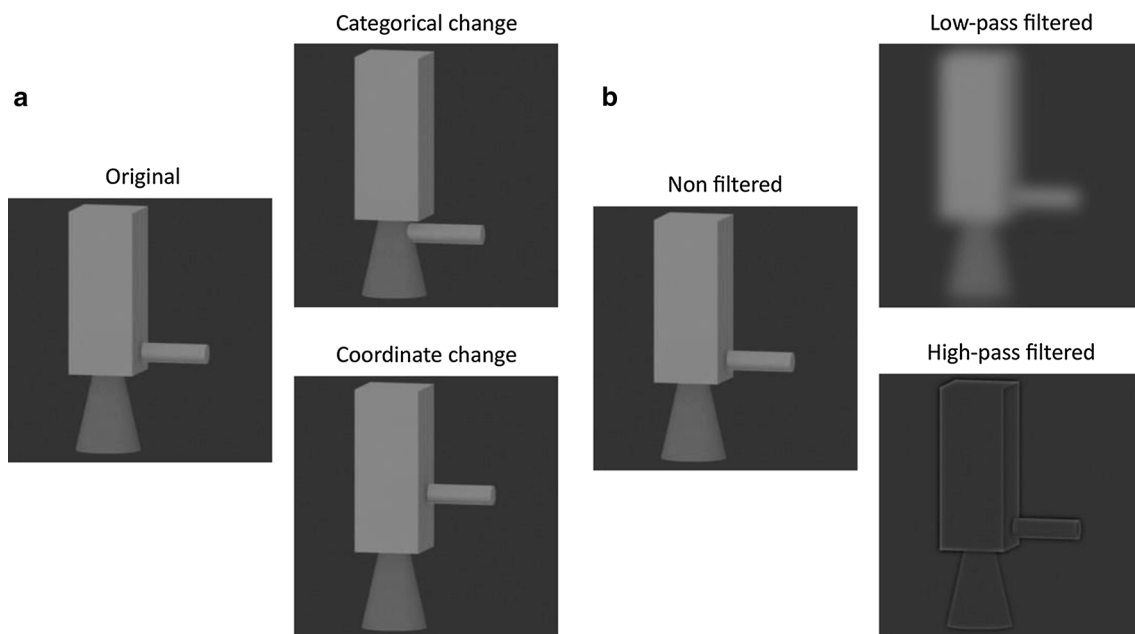 a
Original
Categorical change
Coordinate change
b
Non filtered
Low-pass filtered
High-pass filtered